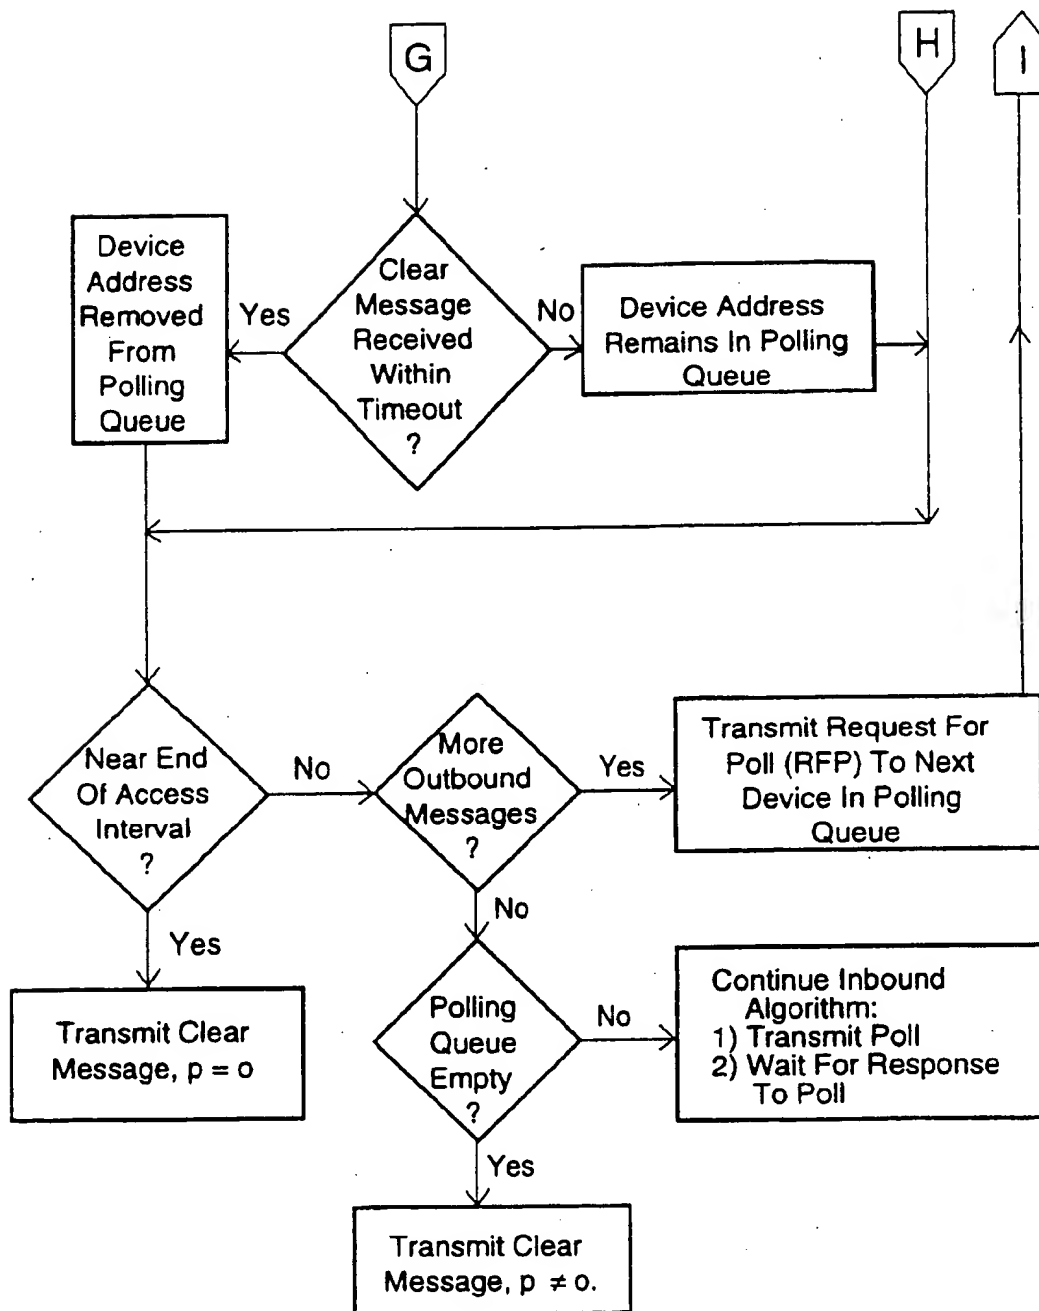 G
H
I
Device
Address
Removed
From
Polling
Queue
Yes
Clear
Message
Received
Within
Timeout
?
No
Device Address
Remains In Polling
Queue
Near End
Of Access
Interval
?
No
More
Outbound
Messages
?
Yes
Transmit Request For
Poll (RFP) To Next
Device In Polling
Queue
Yes
No
Transmit Clear
Message, p = o
Polling
Queue
Empty
?
No
Continue Inbound
Algorithm:
1) Transmit Poll
2) Wait For Response
To Poll
Yes
Transmit Clear
Message, p ≠ o.